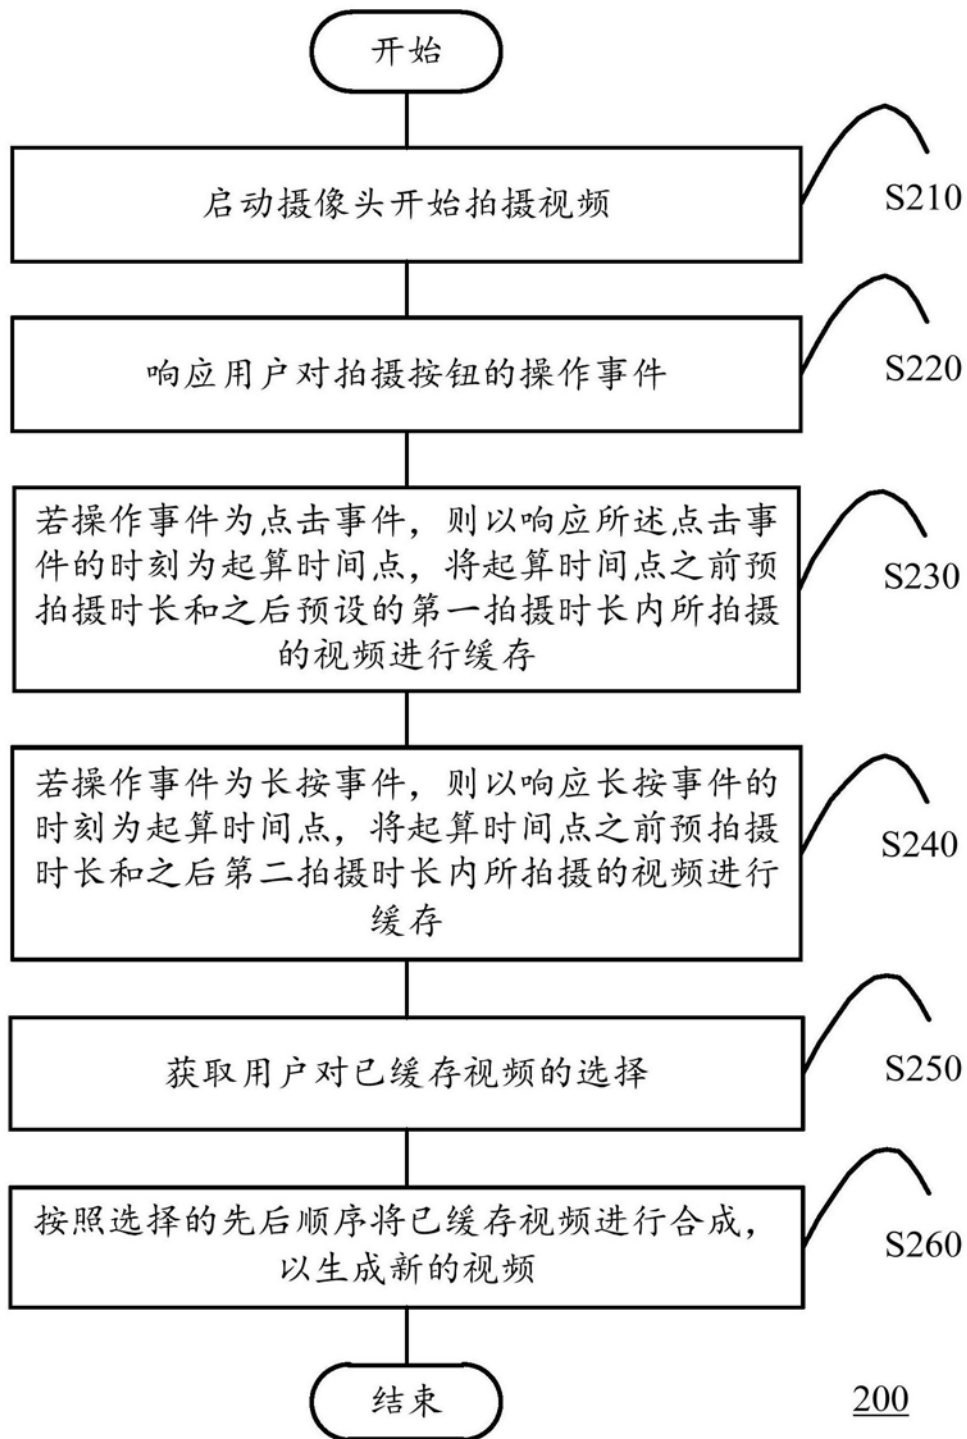 开始
启动摄像头开始拍摄视频
S210
响应用户对拍摄按钮的操作事件
S220
若操作事件为点击事件，则以响应所述点击事
件的时刻为起算时间点，将起算时间点之前预
拍摄时长和之后预设的第一拍摄时长内所拍摄
的视频进行缓存
S230
若操作事件为长按事件，则以响应长按事件的
时刻为起算时间点，将起算时间点之前预拍摄
时长和之后第二拍摄时长内所拍摄的视频进行
缓存
S240
获取用户对已缓存视频的选择
S250
按照选择的先后顺序将已缓存视频进行合成，
以生成新的视频
S260
结束
200